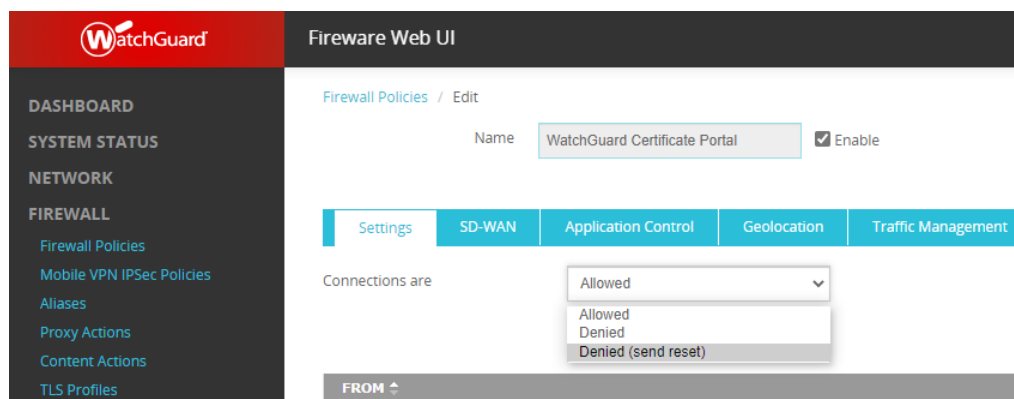 WatchGuard
Fireware Web UI
DASHBOARD
SYSTEM STATUS
NETWORK
FIREWALL
Firewall Policies
Mobile VPN IPSec Policies
Aliases
Proxy Actions
Content Actions
TLS Profiles
Firewall Policies / Edit
Name WatchGuard Certificate Portal Enable
Settings SD-WAN Application Control Geolocation Traffic Management
Connections are Allowed
Allowed
Denied
Denied (send reset)
FROM